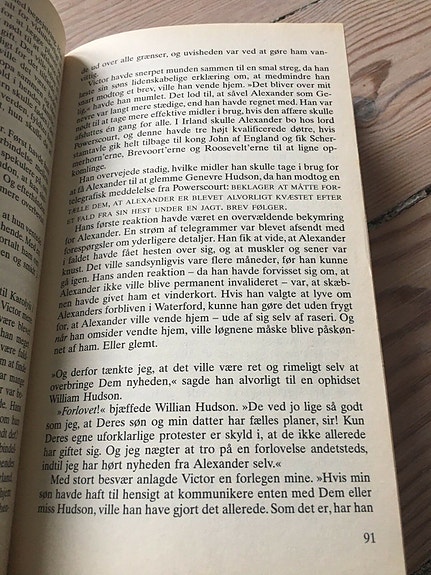 de ud over alle grænser, og uvisheden var ved at gøre ham van-
vittig.
Victor havde snerpet munden sammen til en smal streg, da han
læste sin søns lidenskabelige erklæring om, at medmindre han
snart modtog et brev, ville han vende hjem. »Det bliver over mit
lig,« havde han mumlet. Det lod til, at såvel Alexander som Ge-
nevre var langt mere stædige, end han havde regnet med. Han var
nødt til at tage mere effektive midler i brug, hvis den affære skulle
afsluttes én gang for alle. I Irland skulle Alexander bo hos lord
Powerscourt, og denne havde tre højt kvalificerede døtre, hvis
stamtavle gik helt tilbage til kong John af England og fik Scher-
merhorn'erne, Brevoort'erne og Roosevelt'erne til at ligne op-
komlinge.
Han overvejede stadig, hvilke midler han skulle tage i brug for
at få Alexander til at glemme Genevre Hudson, da han modtog en
telegrafisk meddelelse fra Powerscourt: BEKLAGER AT MÅTTE FOR-
TÆLLE DEM, AT ALEXANDER ER BLEVET ALVORLIGT KVÆSTET EFTER
ET FALD FRA SIN HEST UNDER EN JAGT. BREV FØLGER.
Hans første reaktion havde været en overvældende bekymring
for Alexander. En strøm af telegrammer var blevet afsendt med
forespørgsler om yderligere detaljer. Han fik at vide, at Alexander
i faldet havde fået hesten over sig, og at muskler og sener var
knust. Det ville sandsynligvis vare flere måneder, før han kunne
gå igen. Hans anden reaktion – da han havde forvisset sig om, at
Alexander ikke ville blive permanent invalideret – var, at skæb-
nen havde givet ham et vinderkort. Hvis han valgte at lyve om
Alexanders forbliven i Waterford, kunne han gøre det uden frygt
for, at Alexander ville vende hjem – ude af sig selv af raseri. Og
når han omsider vendte hjem, ville løgnene måske blive påskøn-
net af ham. Eller glemt.
»Og derfor tænkte jeg, at det ville være ret og rimeligt selv at
overbringe Dem nyheden,« sagde han alvorligt til en ophidset
William Hudson.
»Forlovet!« bjæffede Willian Hudson. »De ved jo lige så godt
som jeg, at Deres søn og min datter har fælles planer, sir! Kun
Deres egne uforklarlige protester er skyld i, at de ikke allerede
har giftet sig. Og jeg nægter at tro på en forlovelse andetsteds,
indtil jeg har hørt nyheden fra Alexander selv.«
Med stort besvær anlagde Victor en forlegen mine. »Hvis min
søn havde haft til hensigt at kommunikere enten med Dem eller
miss Hudson, ville han have gjort det allerede. Som det er, har han
91